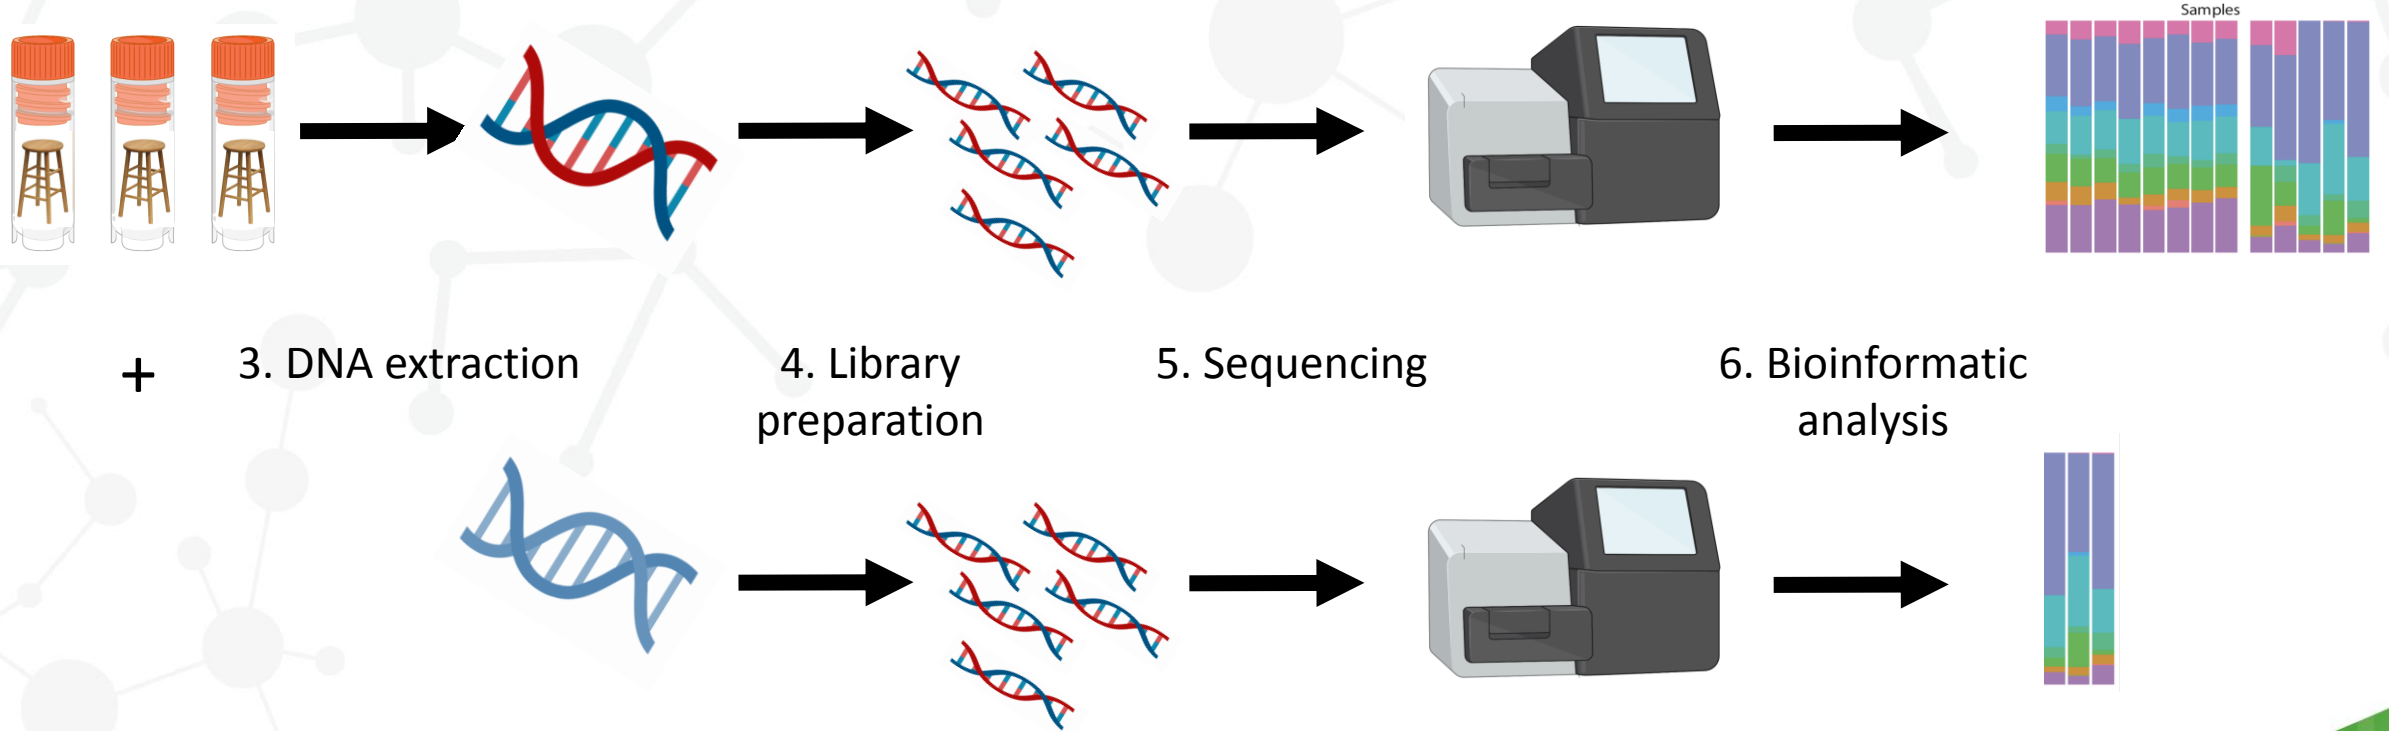 Samples
+
3. DNA extraction
4. Library
preparation
5. Sequencing
6. Bioinformatic
analysis